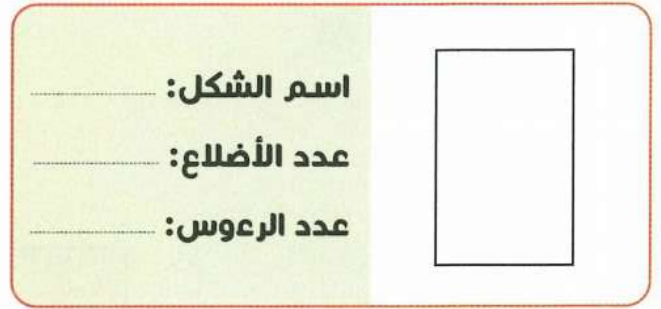 اسم الشكل: ............
عدد الأضلاع: ............
عدد الرءوس: ............